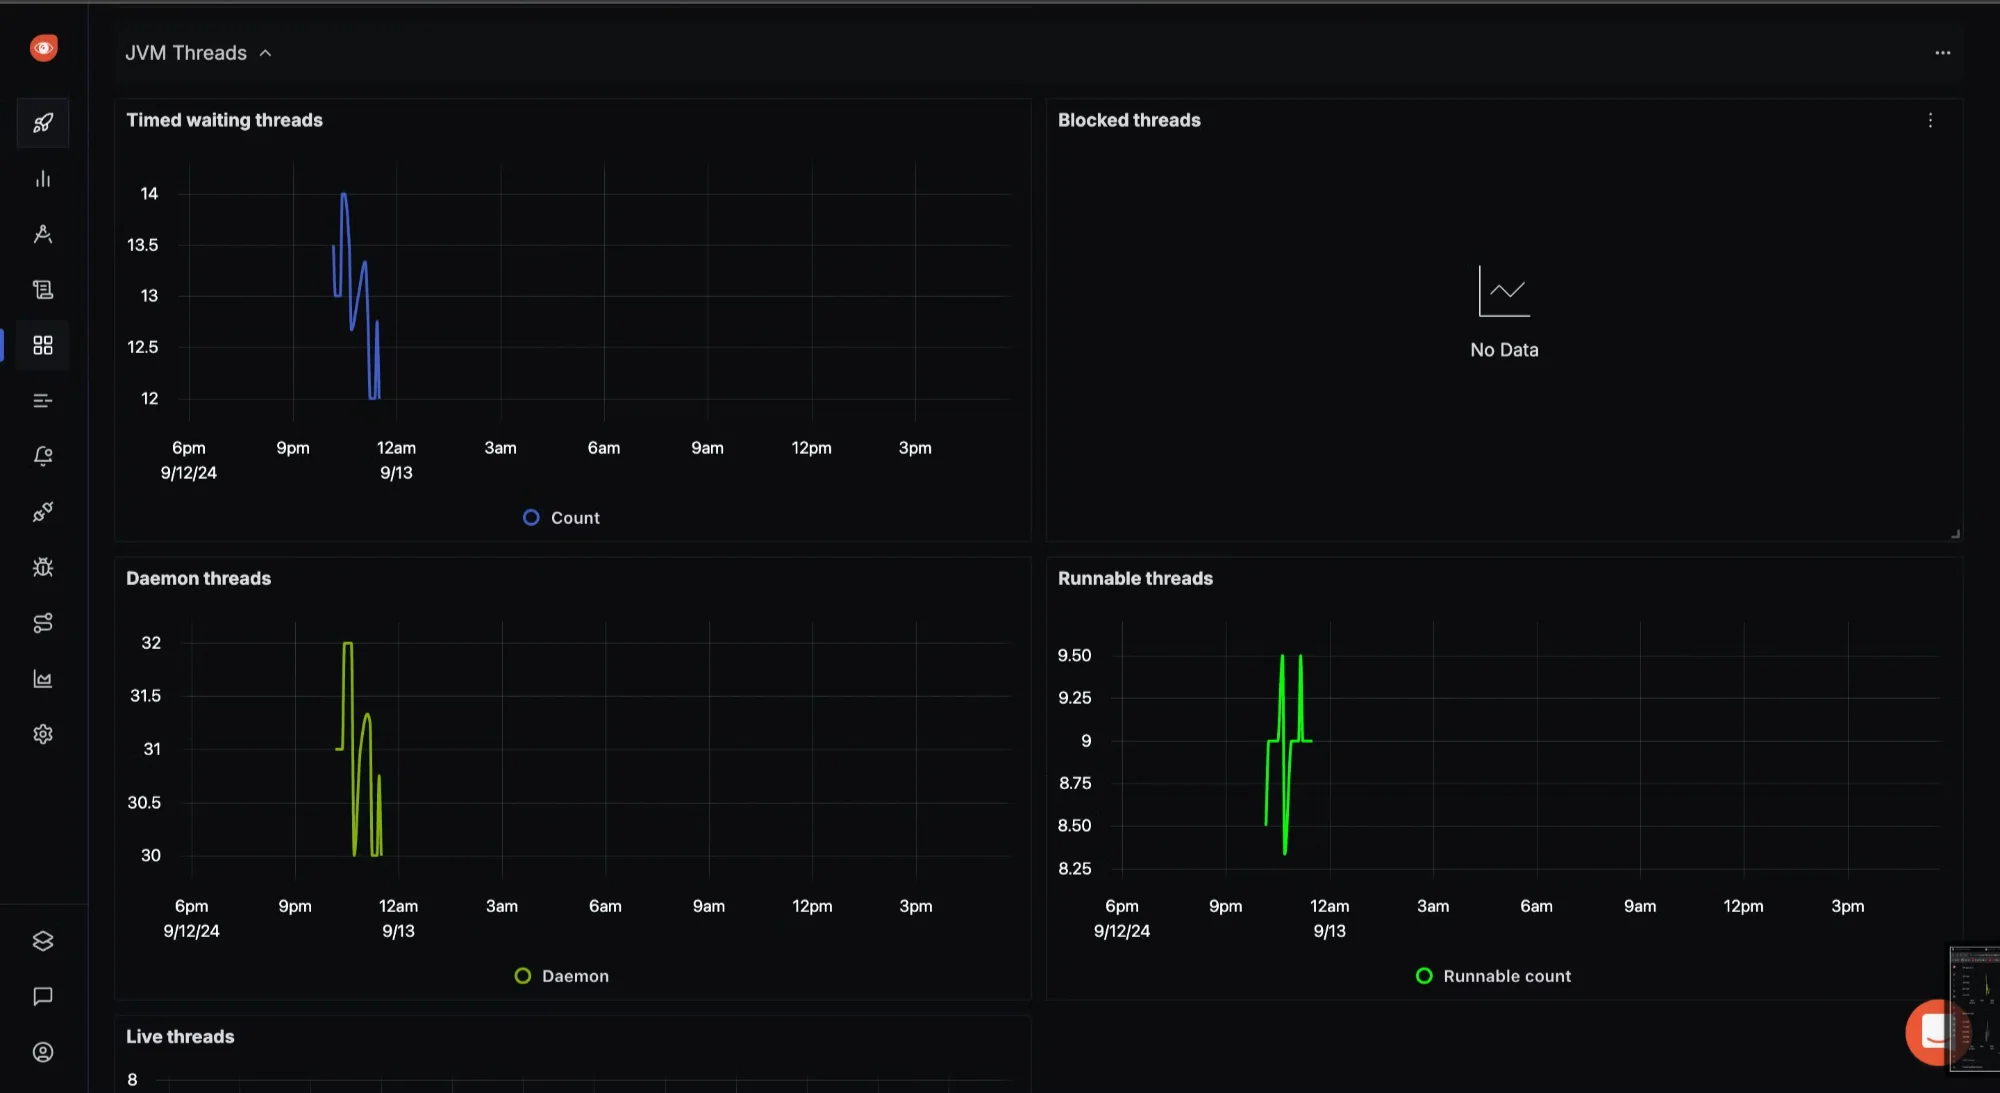 JVM Threads
Timed waiting threads
14
13.5
13
12.5
12
6pm 9pm 12am 3am 6am 9am 12pm 3pm
9/12/24 9/13
Count
Blocked threads
No Data
Daemon threads
32
31.5
31
30.5
30
6pm 9pm 12am 3am 6am 9am 12pm 3pm
9/12/24 9/13
Daemon
Runnable threads
9.50
9.25
9
8.75
8.50
8.25
6pm 9pm 12am 3am 6am 9am 12pm 3pm
9/12/24 9/13
Runnable count
Live threads
8